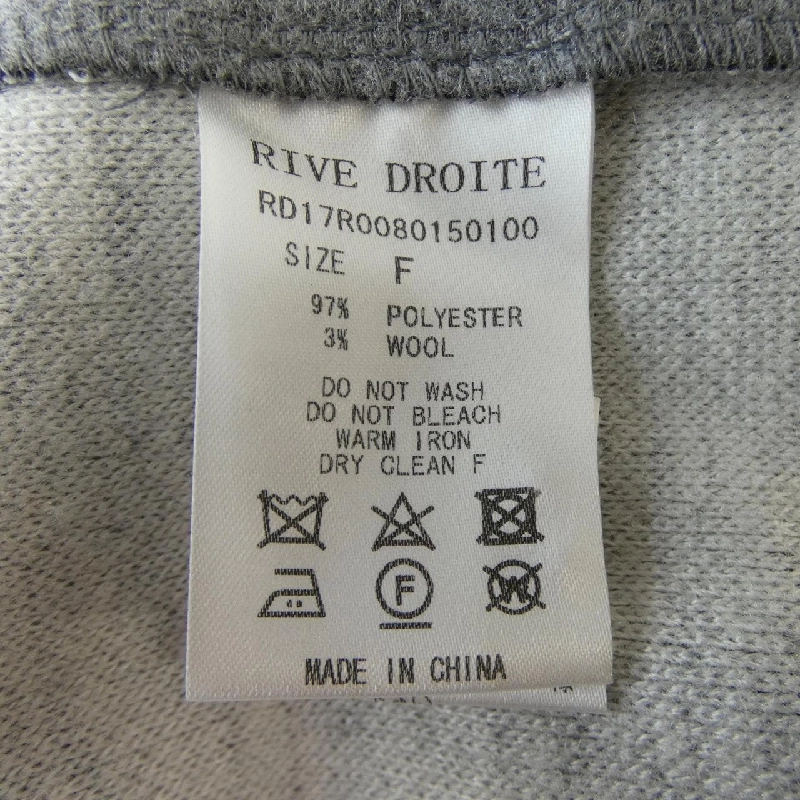 RIVE DROITE
RD17R0080150100
SIZE F
97% POLYESTER
3% WOOL
DO NOT WASH
DO NOT BLEACH
WARM IRON
DRY CLEAN F
F
W
MADE IN CHINA